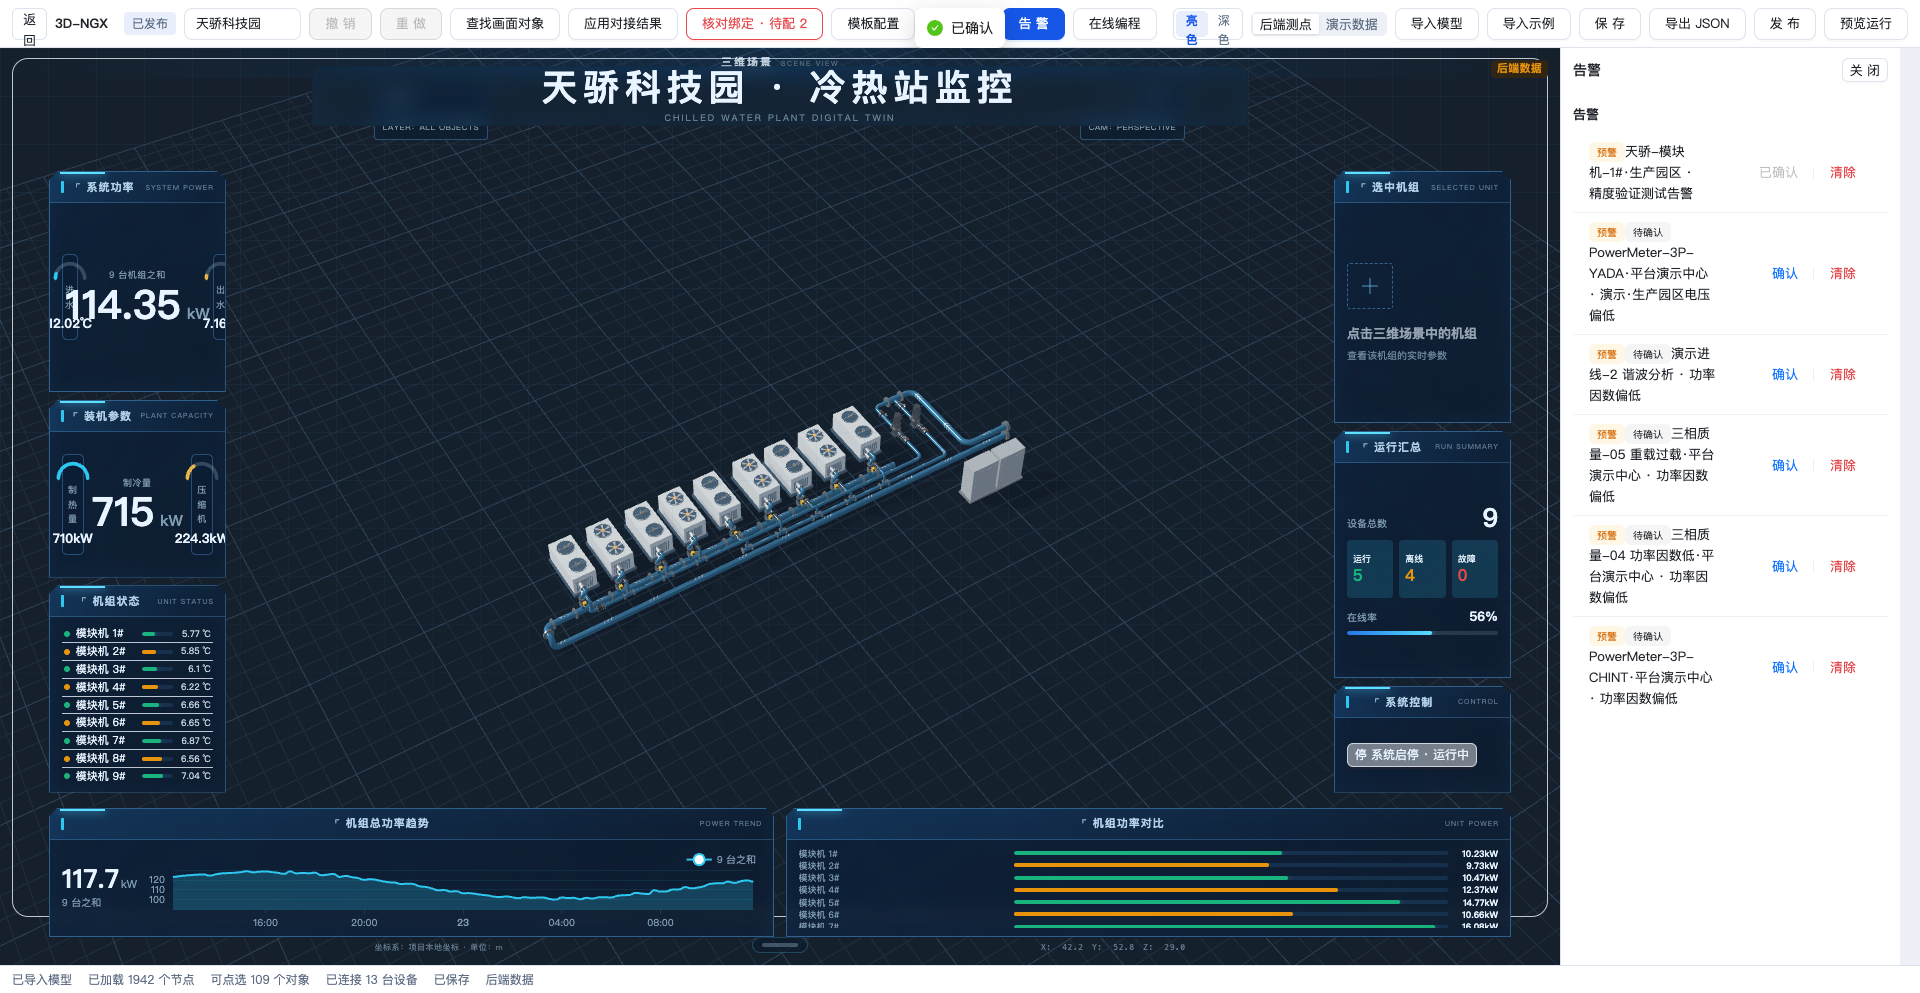 返回
3D-NGX
已发布
天骄科技园
撤 销
重 做
查找画面对象
应用对接结果
核对绑定 · 待配 2
模板配置
已确认
告 警
在线编程
亮色
深色
后端测点
演示数据
导入模型
导入示例
保 存
导出 JSON
发 布
预览运行
三维场景 SCENE VIEW
天骄科技园 · 冷热站监控
CHILLED WATER PLANT DIGITAL TWIN
LAYER: ALL OBJECTS
CAM: PERSPECTIVE
后端数据
系统功率 SYSTEM POWER
9 台机组之和
进水
114.35 kW
出水
12.02℃
7.16
装机参数 PLANT CAPACITY
制热量
制冷量
压缩机
715 kW
710kW
224.3kW
机组状态 UNIT STATUS
模块机 1# 5.77 ℃
模块机 2# 5.85 ℃
模块机 3# 6.1 ℃
模块机 4# 6.22 ℃
模块机 5# 6.66 ℃
模块机 6# 6.65 ℃
模块机 7# 6.87 ℃
模块机 8# 6.56 ℃
模块机 9# 7.04 ℃
选中机组 SELECTED UNIT
点击三维场景中的机组
查看该机组的实时参数
运行汇总 RUN SUMMARY
设备总数 9
运行 离线 故障
5 4 0
在线率 56%
系统控制 CONTROL
停 系统启停 · 运行中
机组总功率趋势 POWER TREND
9 台之和
117.7 kW
9 台之和
120
110
100
16:00 20:00 23 04:00 08:00
机组功率对比 UNIT POWER
模块机 1# 10.23kW
模块机 2# 9.73kW
模块机 3# 10.47kW
模块机 4# 12.37kW
模块机 5# 14.77kW
模块机 6# 10.66kW
模块机 7# 16.08kW
坐标系: 项目本地坐标 · 单位: m
X: 42.2 Y: 52.8 Z: 29.0
告警
关 闭
告警
预警 天骄-模块
机-1#·生产园区 ·
精度验证测试告警
已确认 清除
预警 待确认
PowerMeter-3P-
YADA·平台演示中心
· 演示·生产园区电压
偏低
确认 清除
预警 待确认 演示进
线-2 谐波分析 · 功率
因数偏低
确认 清除
预警 待确认 三相质
量-05 重载过载·平台
演示中心 · 功率因数
偏低
确认 清除
预警 待确认 三相质
量-04 功率因数低·平
台演示中心 · 功率因
数偏低
确认 清除
预警 待确认
PowerMeter-3P-
CHINT·平台演示中心
· 功率因数偏低
确认 清除
已导入模型 已加载 1942 个节点 可点选 109 个对象 已连接 13 台设备 已保存 后端数据